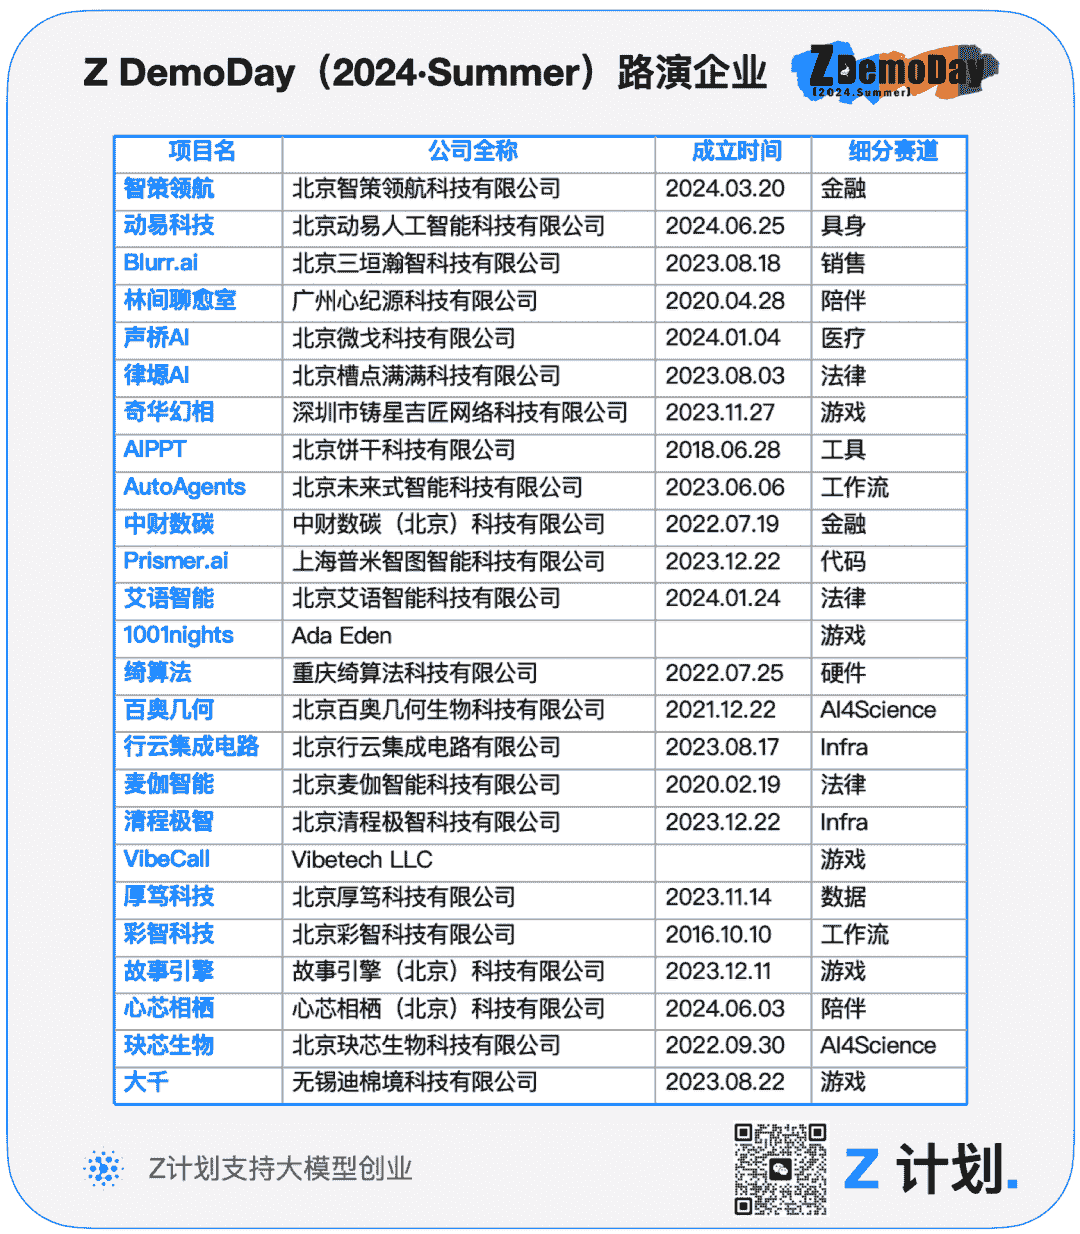 Z DemoDay（2024·Summer）路演企业
Z DemoDay
(2024.Summer)
项目名 公司全称 成立时间 细分赛道
智策领航 北京智策领航科技有限公司 2024.03.20 金融
动易科技 北京动易人工智能科技有限公司 2024.06.25 具身
Blurr.ai 北京三垣瀚智科技有限公司 2023.08.18 销售
林间聊愈室 广州心纪源科技有限公司 2020.04.28 陪伴
声桥AI 北京微戈科技有限公司 2024.01.04 医疗
律塬AI 北京槽点满满科技有限公司 2023.08.03 法律
奇华幻相 深圳市铸星吉匠网络科技有限公司 2023.11.27 游戏
AIPPT 北京饼干科技有限公司 2018.06.28 工具
AutoAgents 北京未来式智能科技有限公司 2023.06.06 工作流
中财数碳 中财数碳（北京）科技有限公司 2022.07.19 金融
Prismer.ai 上海普米智图智能科技有限公司 2023.12.22 代码
艾语智能 北京艾语智能科技有限公司 2024.01.24 法律
1001nights Ada Eden 游戏
绮算法 重庆绮算法科技有限公司 2022.07.25 硬件
百奥几何 北京百奥几何生物科技有限公司 2021.12.22 AI4Science
行云集成电路 北京行云集成电路有限公司 2023.08.17 Infra
麦伽智能 北京麦伽智能科技有限公司 2020.02.19 法律
清程极智 北京清程极智科技有限公司 2023.12.22 Infra
VibeCall Vibetech LLC 游戏
厚笃科技 北京厚笃科技有限公司 2023.11.14 数据
彩智科技 北京彩智科技有限公司 2016.10.10 工作流
故事引擎 故事引擎（北京）科技有限公司 2023.12.11 游戏
心芯相栖 心芯相栖（北京）科技有限公司 2024.06.03 陪伴
玦芯生物 北京玦芯生物科技有限公司 2022.09.30 AI4Science
大千 无锡迪棉境科技有限公司 2023.08.22 游戏
Z计划支持大模型创业
Z 计划.